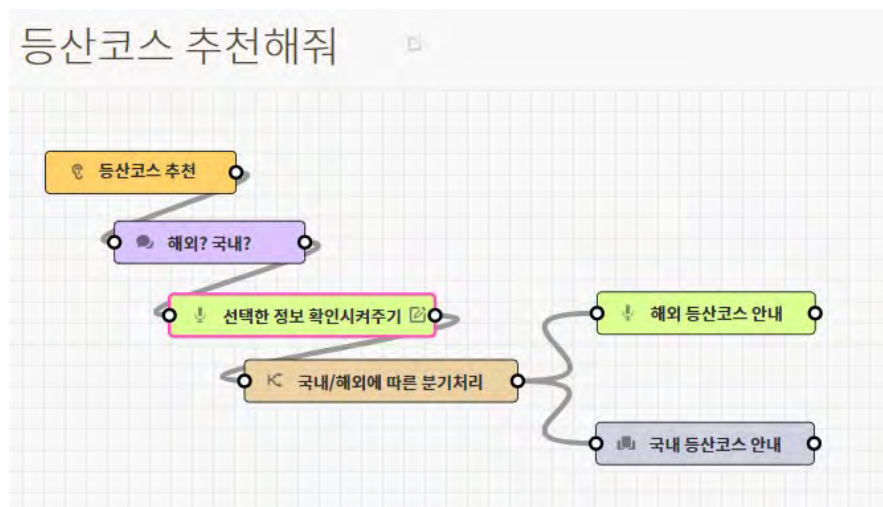 등산코스 추천해줘
등산코스 추천
해외? 국내?
선택한 정보 확인시켜주기
해외 등산코스 안내
국내/해외에 따른 분기처리
국내 등산코스 안내